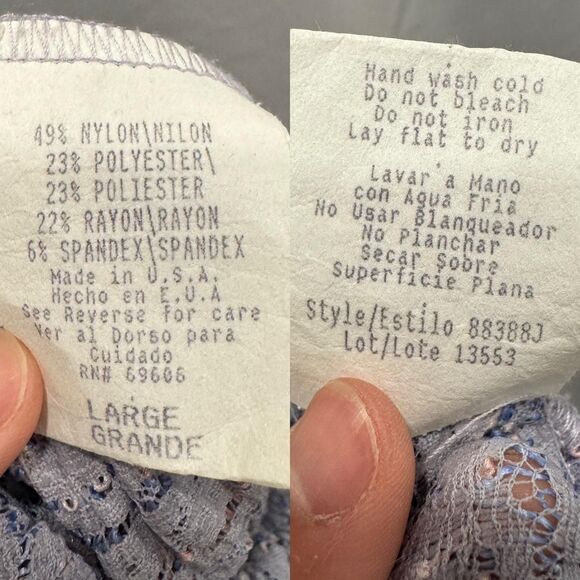 49% NYLON\NILON
23% POLYESTER\
23% POLIESTER
22% RAYON\RAYON
6% SPANDEX\SPANDEX
Made in U.S.A.
Hecho en E.U.A
See Reverse for care
Ver al Dorso para
Cuidado
RN# 69606
LARGE
GRANDE
Hand wash cold
Do not bleach
Do not iron
Lay flat to dry
Lavar a Mano
con Agua Fria
No Usar Blanqueador
No Planchar
Secar Sobre
Superficie Plana
Style/Estilo 88388J
Lot/Lote 13553